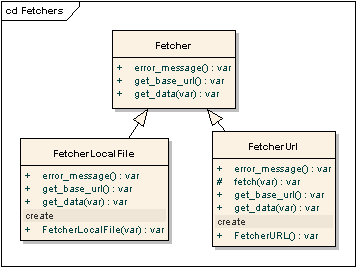 cd Fetchers
Fetcher
+ error_message() : var
+ get_base_url() : var
+ get_data(var) : var
FetcherLocalFile
+ error_message() : var
+ get_base_url() : var
+ get_data(var) : var
create
+ FetcherLocalFile(var) : var
FetcherUrl
+ error_message() : var
# fetch(var) : var
+ get_base_url() : var
+ get_data(var) : var
create
+ FetcherURL() : var